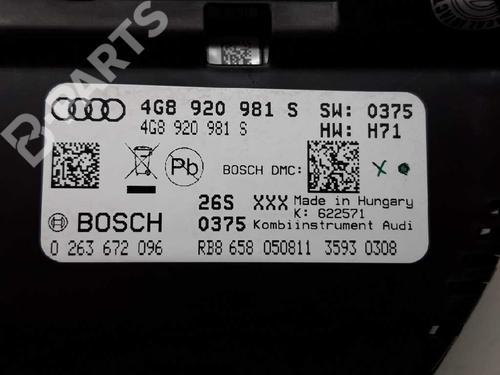 B-PARTS
4G8 920 981 S SW: 0375
4G8 920 981 S HW: H71
Pb
BOSCH DMC: X
26S XXX Made in Hungary
K: 622571
BOSCH 0375 Kombiinstrument Audi
0 263 672 096 RB8 658 050811 3593 0308